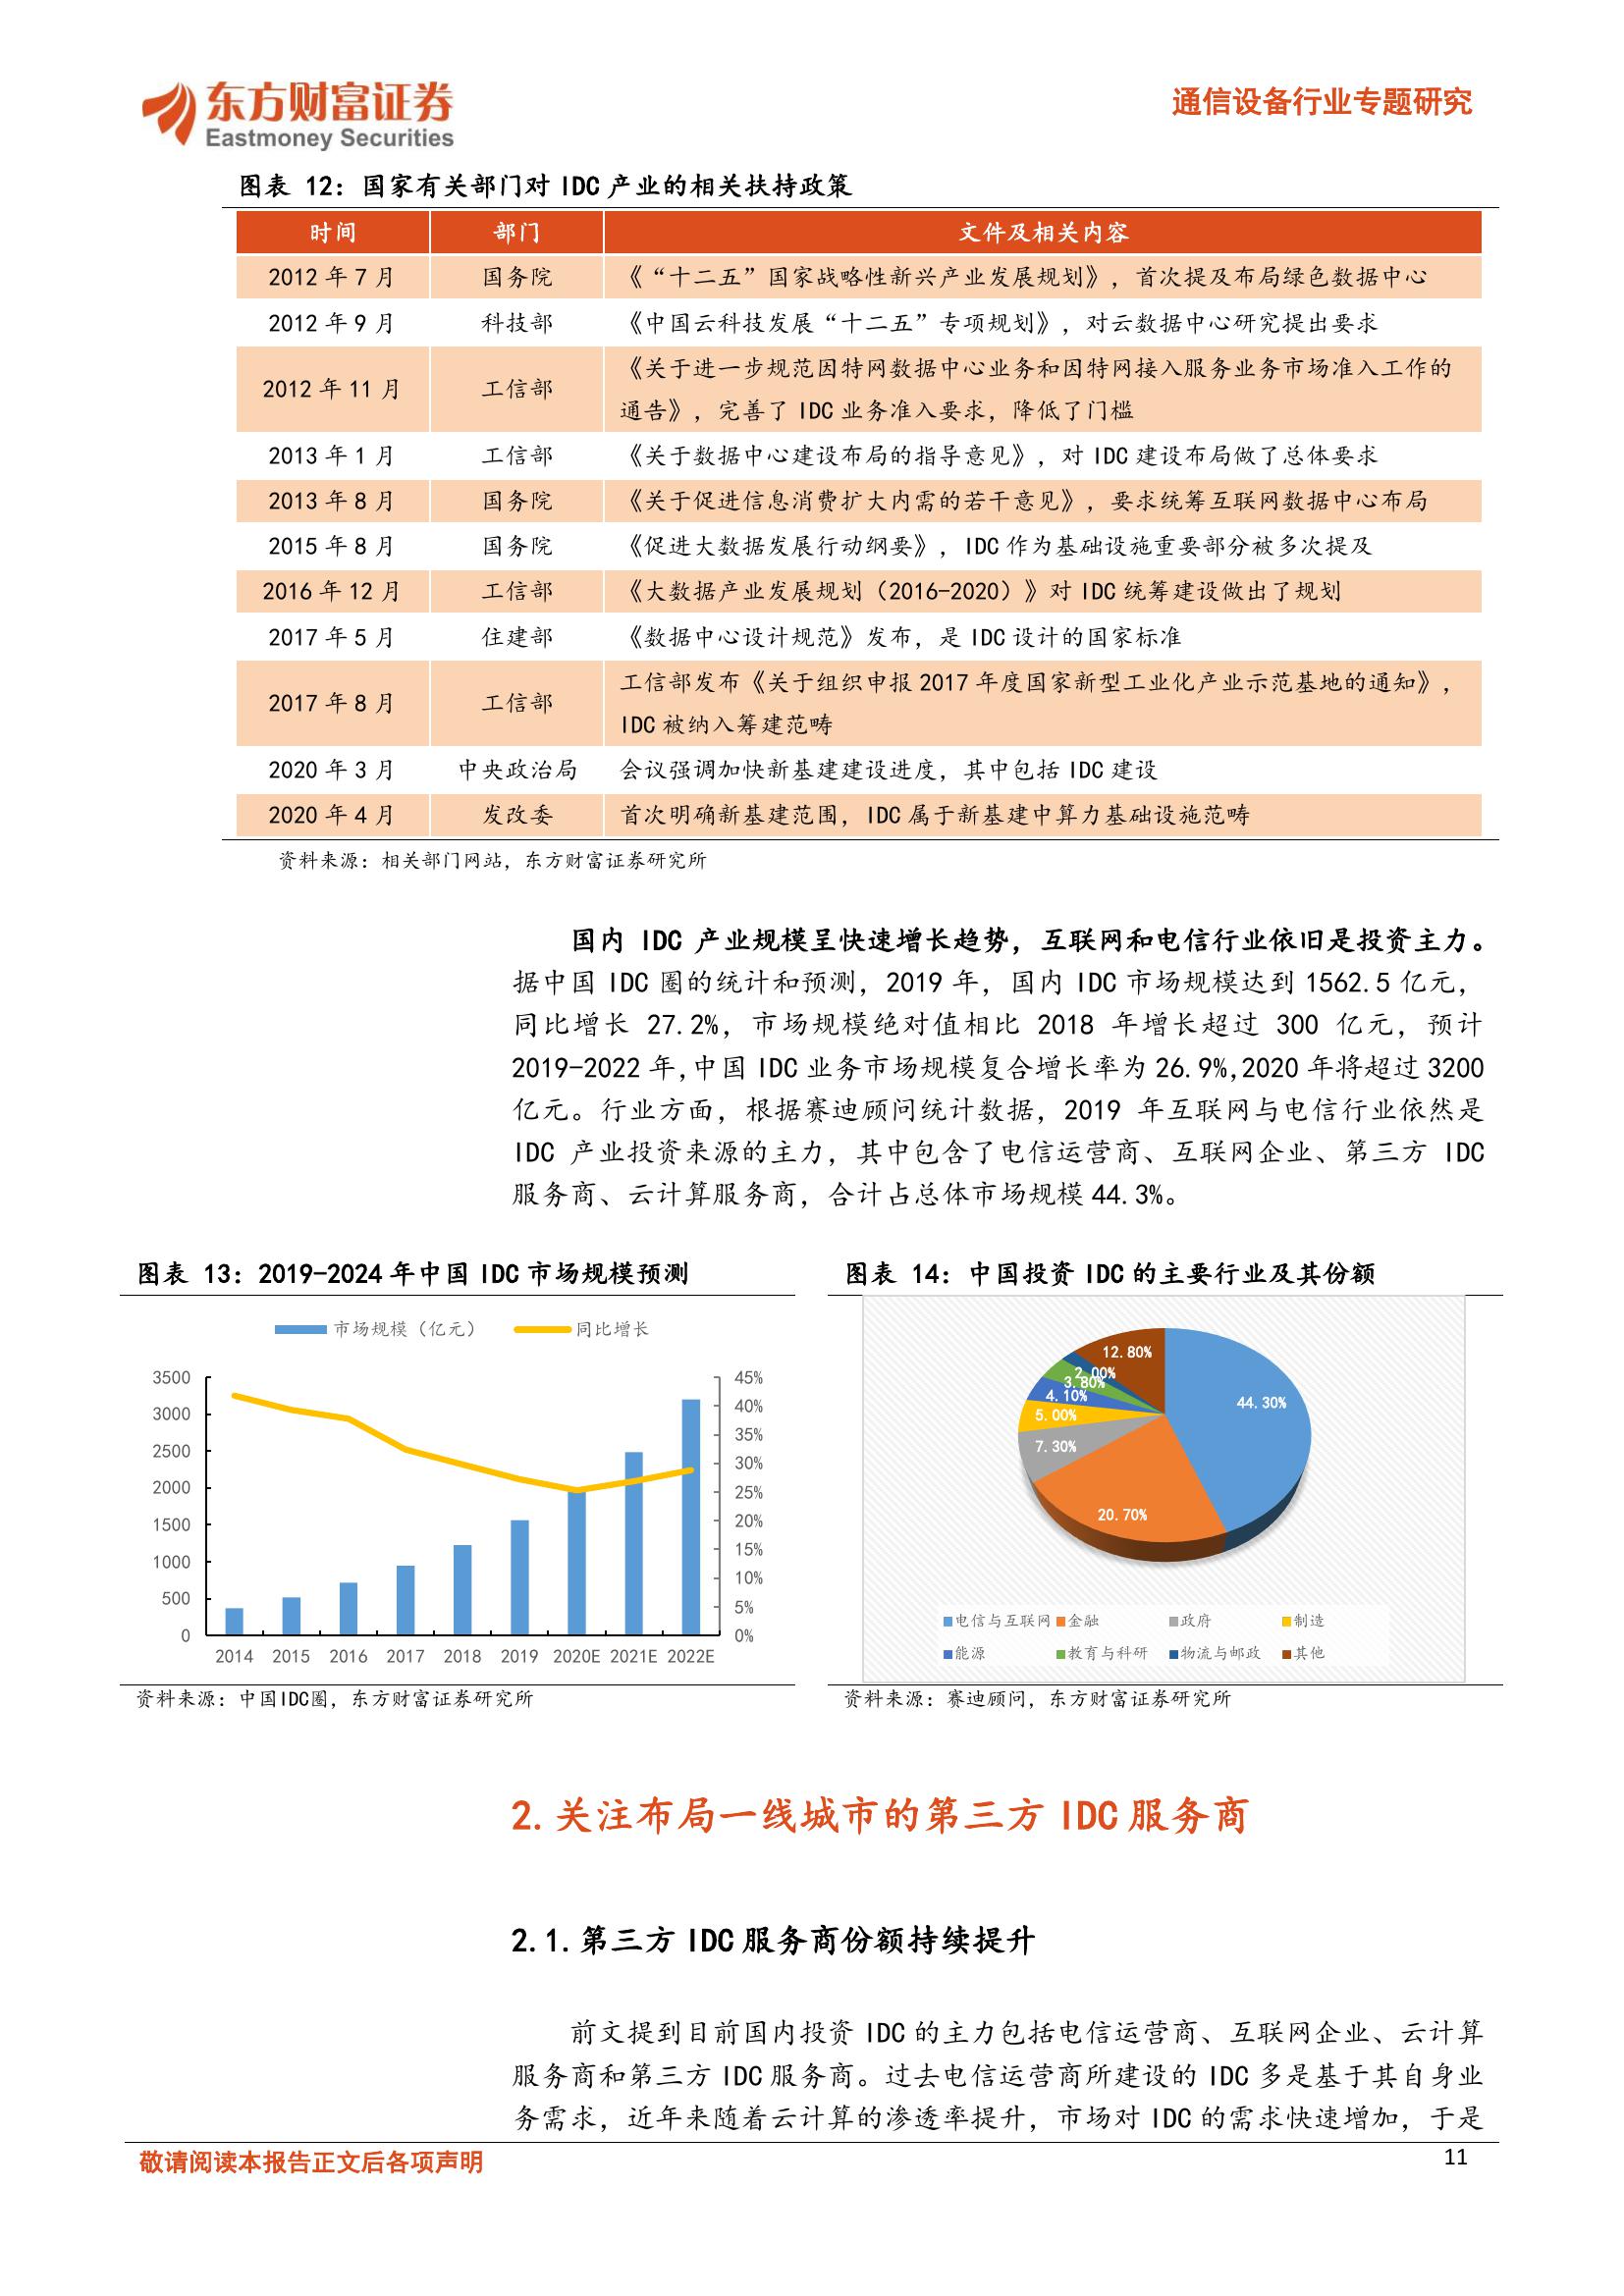 东方财富证券
Eastmoney Securities
通信设备行业专题研究
图表 12：国家有关部门对 IDC 产业的相关扶持政策
时间 部门 文件及相关内容
2012 年 7 月 国务院 《“十二五”国家战略性新兴产业发展规划》，首次提及布局绿色数据中心
2012 年 9 月 科技部 《中国云科技发展“十二五”专项规划》，对云数据中心研究提出要求
2012 年 11 月 工信部 《关于进一步规范因特网数据中心业务和因特网接入服务业务市场准入工作的
通告》，完善了 IDC 业务准入要求，降低了门槛
2013 年 1 月 工信部 《关于数据中心建设布局的指导意见》，对 IDC 建设布局做了总体要求
2013 年 8 月 国务院 《关于促进信息消费扩大内需的若干意见》，要求统筹互联网数据中心布局
2015 年 8 月 国务院 《促进大数据发展行动纲要》，IDC 作为基础设施重要部分被多次提及
2016 年 12 月 工信部 《大数据产业发展规划（2016-2020）》对 IDC 统筹建设做出了规划
2017 年 5 月 住建部 《数据中心设计规范》发布，是 IDC 设计的国家标准
2017 年 8 月 工信部 工信部发布《关于组织申报 2017 年度国家新型工业化产业示范基地的通知》，
IDC 被纳入筹建范畴
2020 年 3 月 中央政治局 会议强调加快新基建建设进度，其中包括 IDC 建设
2020 年 4 月 发改委 首次明确新基建范围，IDC 属于新基建中算力基础设施范畴
资料来源：相关部门网站，东方财富证券研究所
国内 IDC 产业规模呈快速增长趋势，互联网和电信行业依旧是投资主力。
据中国 IDC 圈的统计和预测，2019 年，国内 IDC 市场规模达到 1562.5 亿元，
同比增长 27.2%，市场规模绝对值相比 2018 年增长超过 300 亿元，预计
2019-2022 年,中国 IDC 业务市场规模复合增长率为 26.9%,2020 年将超过 3200
亿元。行业方面，根据赛迪顾问统计数据，2019 年互联网与电信行业依然是
IDC 产业投资来源的主力，其中包含了电信运营商、互联网企业、第三方 IDC
服务商、云计算服务商，合计占总体市场规模 44.3%。
图表 13：2019-2024 年中国 IDC 市场规模预测
市场规模（亿元） 同比增长
3500 45%
3000 40%
35%
2500 30%
2000 25%
1500 20%
15%
1000 10%
500 5%
0 0%
2014 2015 2016 2017 2018 2019 2020E 2021E 2022E
资料来源：中国IDC圈，东方财富证券研究所
图表 14：中国投资 IDC 的主要行业及其份额
12.80%
2.00%
3.80%
4.10%
44.30%
5.00%
7.30%
20.70%
电信与互联网 金融 政府 制造
能源 教育与科研 物流与邮政 其他
资料来源：赛迪顾问，东方财富证券研究所
2.关注布局一线城市的第三方 IDC 服务商
2.1.第三方 IDC 服务商份额持续提升
前文提到目前国内投资 IDC 的主力包括电信运营商、互联网企业、云计算
服务商和第三方 IDC 服务商。过去电信运营商所建设的 IDC 多是基于其自身业
务需求，近年来随着云计算的渗透率提升，市场对 IDC 的需求快速增加，于是
敬请阅读本报告正文后各项声明
11